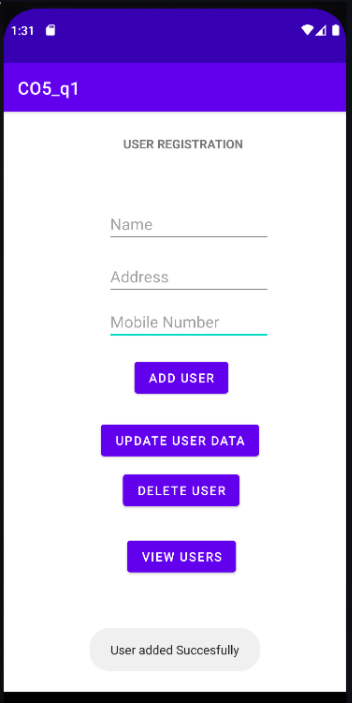 1:31
CO5_q1
USER REGISTRATION
Name
Address
Mobile Number
ADD USER
UPDATE USER DATA
DELETE USER
VIEW USERS
User added Succesfully